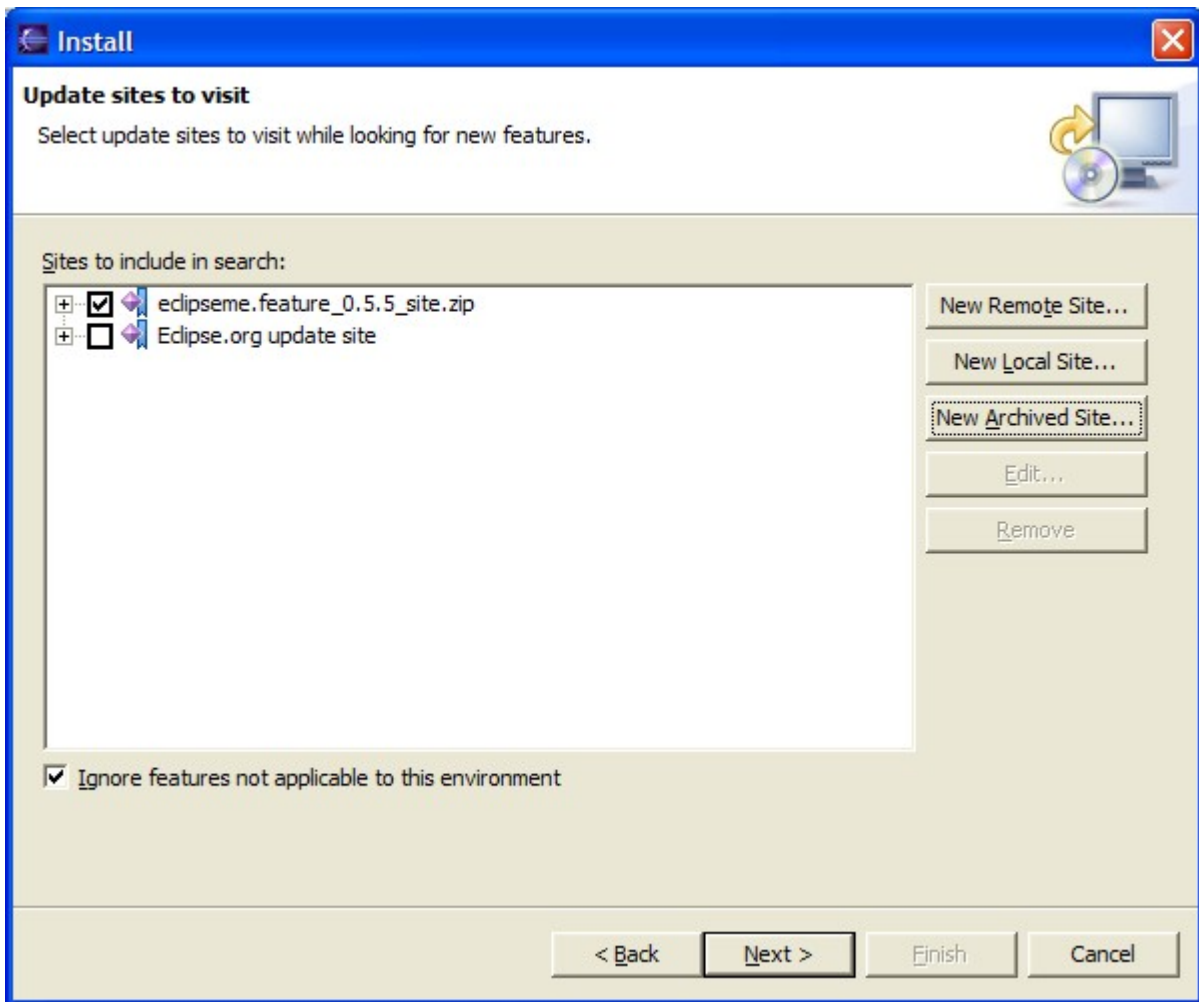 Install
Update sites to visit
Select update sites to visit while looking for new features.
Sites to include in search:
eclipseme.feature_0.5.5_site.zip
Eclipse.org update site
New Remote Site...
New Local Site...
New Archived Site...
Edit...
Remove
Ignore features not applicable to this environment
< Back Next > Finish Cancel